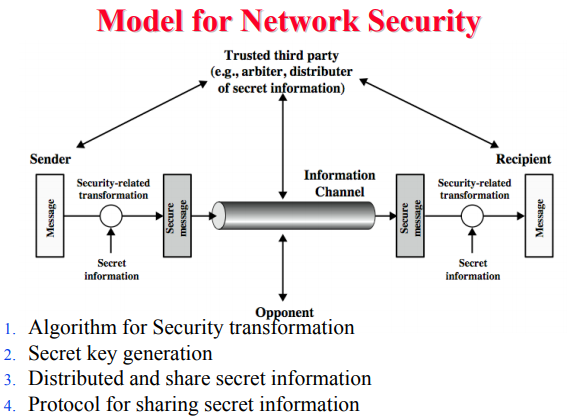 Model for Network Security
Trusted third party
(e.g., arbiter, distributer
of secret information)
Sender
Recipient
Security-related
transformation
Information
Channel
Security-related
transformation
Message
Secure
message
Secure
message
Message
Secret
information
Secret
information
Opponent
1. Algorithm for Security transformation
2. Secret key generation
3. Distributed and share secret information
4. Protocol for sharing secret information